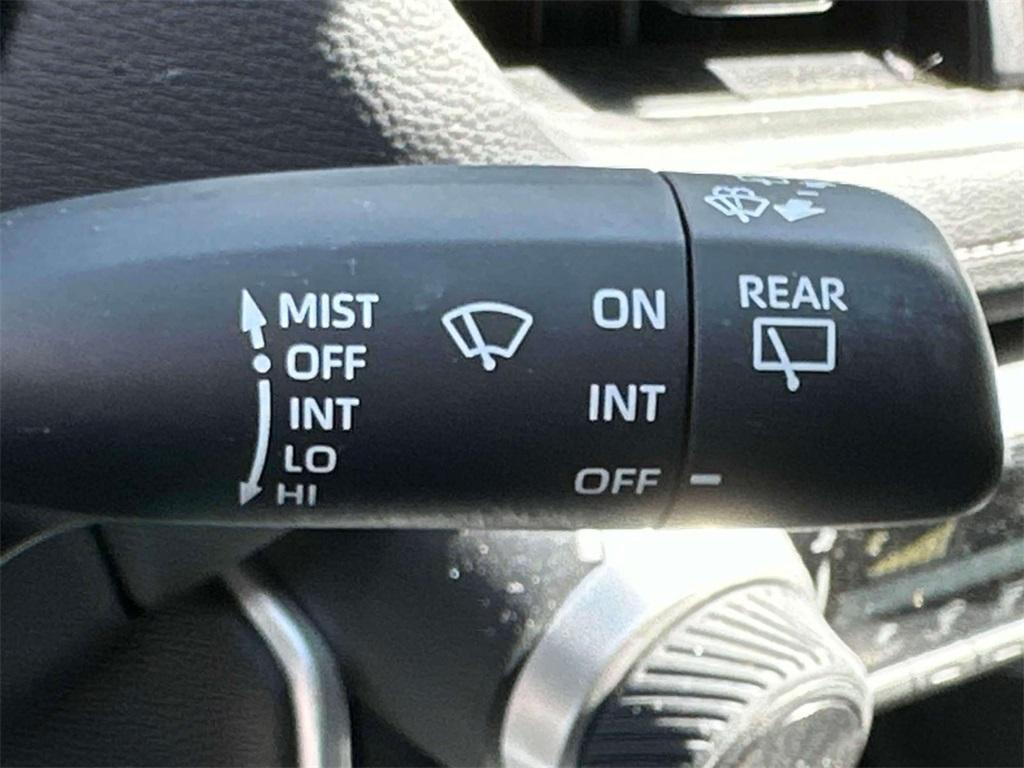 MIST
OFF
INT
LO
HI
ON
INT
OFF
REAR